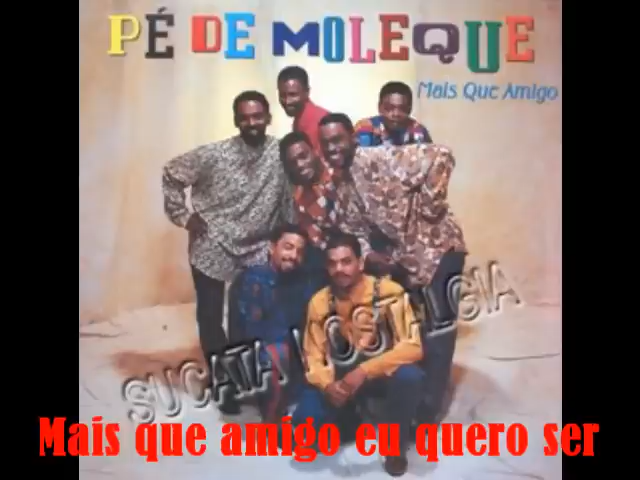 PÉ DE MOLEQUE
Mais Que Amigo
SUCATA NOSTALGIA
Mais que amigo eu quero ser